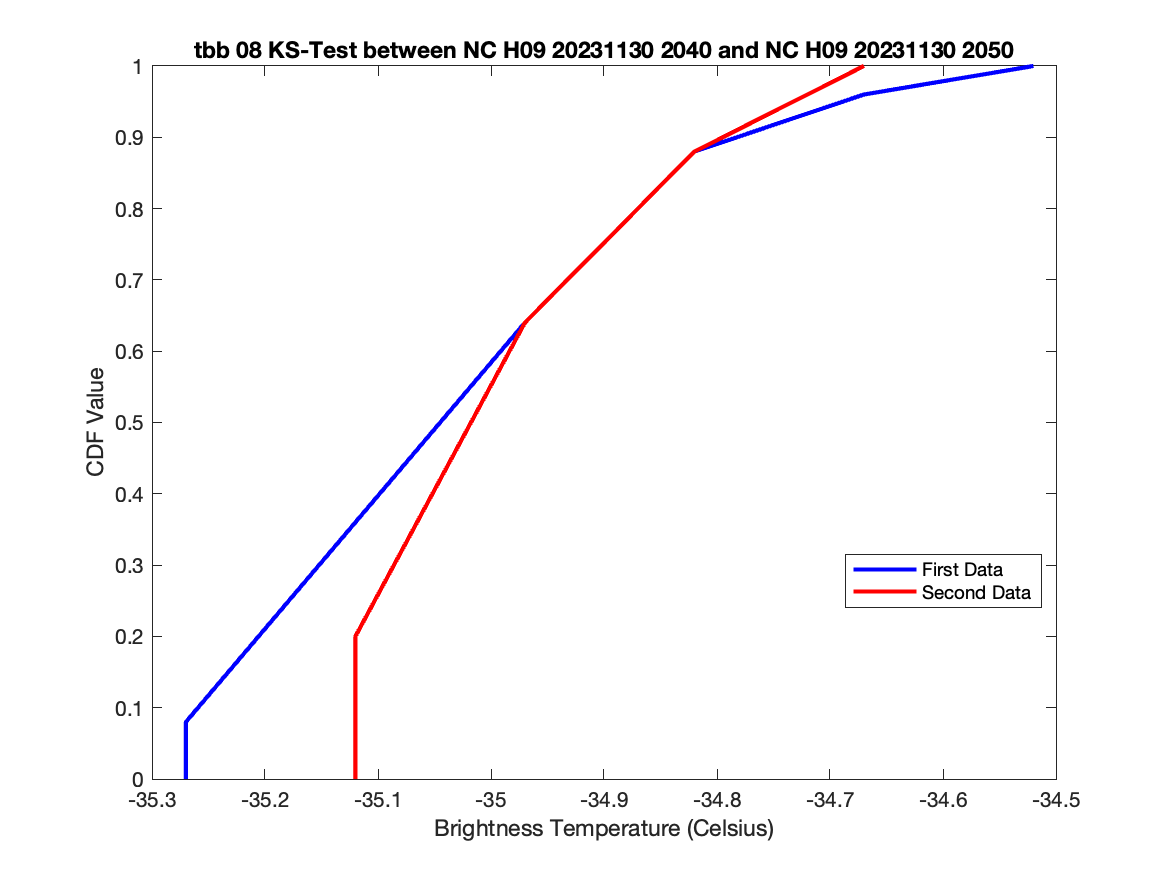 tbb 08 KS-Test between NC H09 20231130 2040 and NC H09 20231130 2050
1
0.9
0.8
0.7
0.6
0.5
0.4
0.3
0.2
0.1
0
CDF Value
First Data
Second Data
-35.3 -35.2 -35.1 -35 -34.9 -34.8 -34.7 -34.6 -34.5
Brightness Temperature (Celsius)